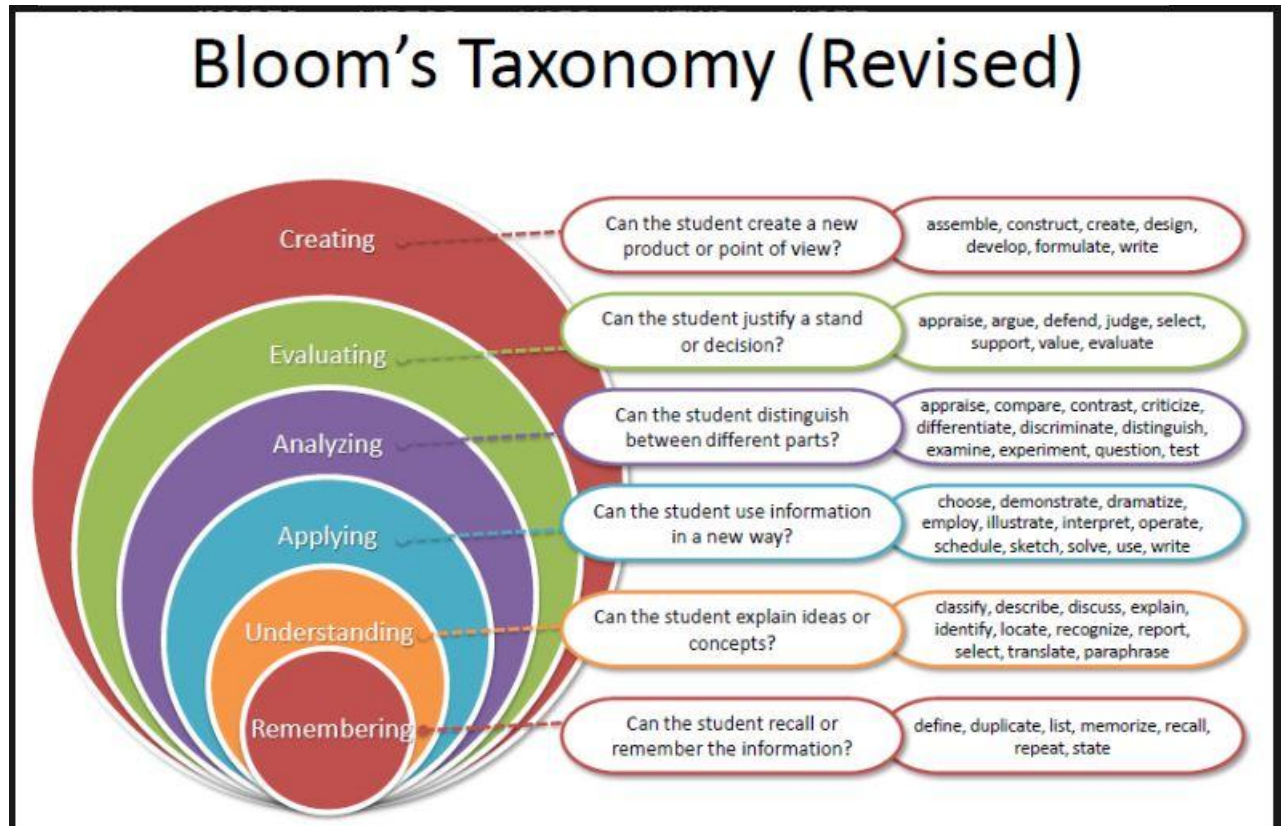 Bloom's Taxonomy (Revised)
Creating
Can the student create a new
product or point of view?
assemble, construct, create, design,
develop, formulate, write
Evaluating
Can the student justify a stand
or decision?
appraise, argue, defend, judge, select,
support, value, evaluate
Analyzing
Can the student distinguish
between different parts?
appraise, compare, contrast, criticize,
differentiate, discriminate, distinguish,
examine, experiment, question, test
Applying
Can the student use information
in a new way?
choose, demonstrate, dramatize,
employ, illustrate, interpret, operate,
schedule, sketch, solve, use, write
Understanding
Can the student explain ideas or
concepts?
classify, describe, discuss, explain,
identify, locate, recognize, report,
select, translate, paraphrase
Remembering
Can the student recall or
remember the information?
define, duplicate, list, memorize, recall,
repeat, state